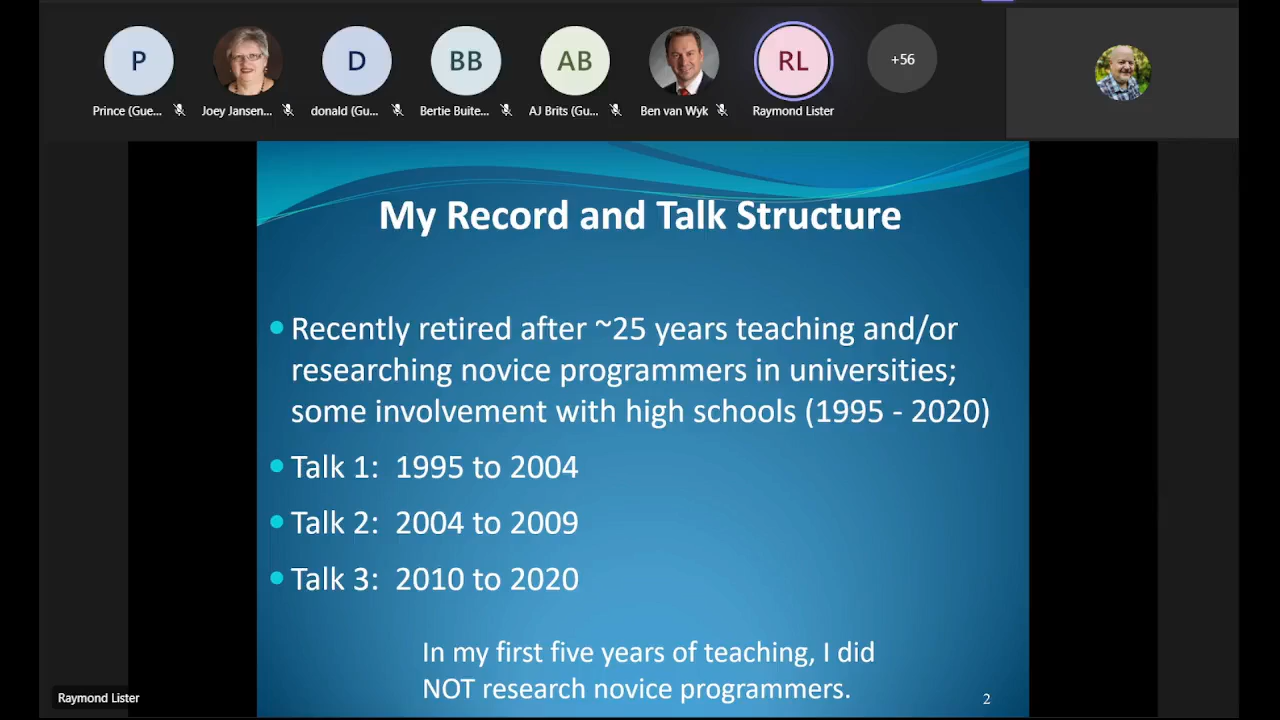 P
D
BB
AB
RL
+56
Prince (Gue...
Joey Jansen...
donald (Gu...
Bertie Buite...
AJ Brits (Gu...
Ben van Wyk
Raymond Lister
My Record and Talk Structure
Recently retired after ~25 years teaching and/or
researching novice programmers in universities;
some involvement with high schools (1995 - 2020)
Talk 1: 1995 to 2004
Talk 2: 2004 to 2009
Talk 3: 2010 to 2020
In my first five years of teaching, I did
NOT research novice programmers.
2
Raymond Lister